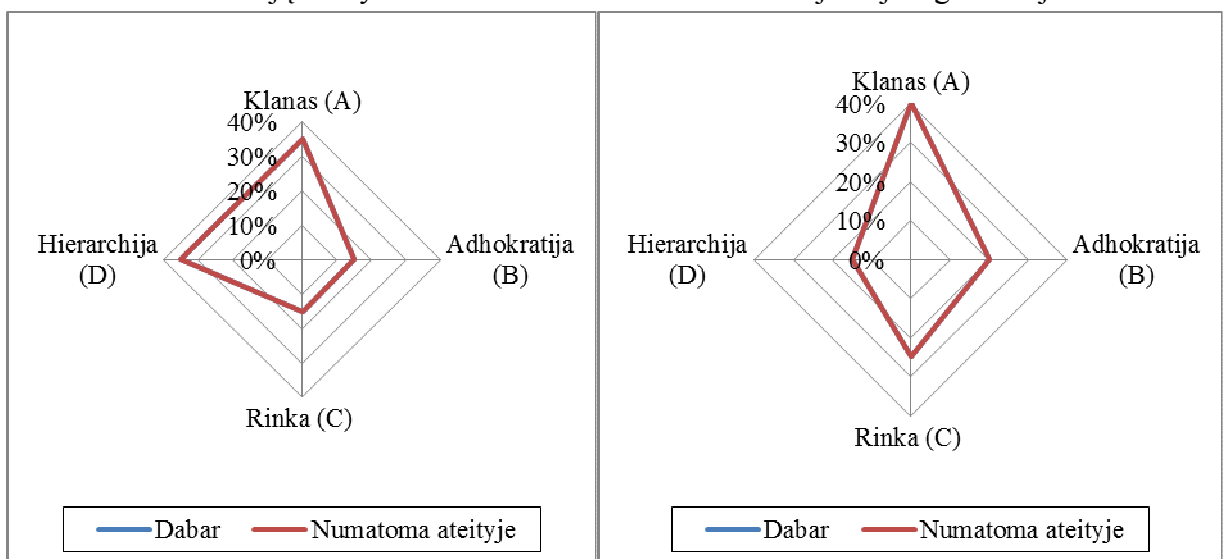 Klanas (A)
40%
30%
20%
10%
0%
Hierarchija
(D)
Adhokratija
(B)
Rinka (C)
Dabar
Numatoma ateityje
Klanas (A)
40%
30%
20%
10%
0%
Hierarchija
(D)
Adhokratija
(B)
Rinka (C)
Dabar
Numatoma ateityje